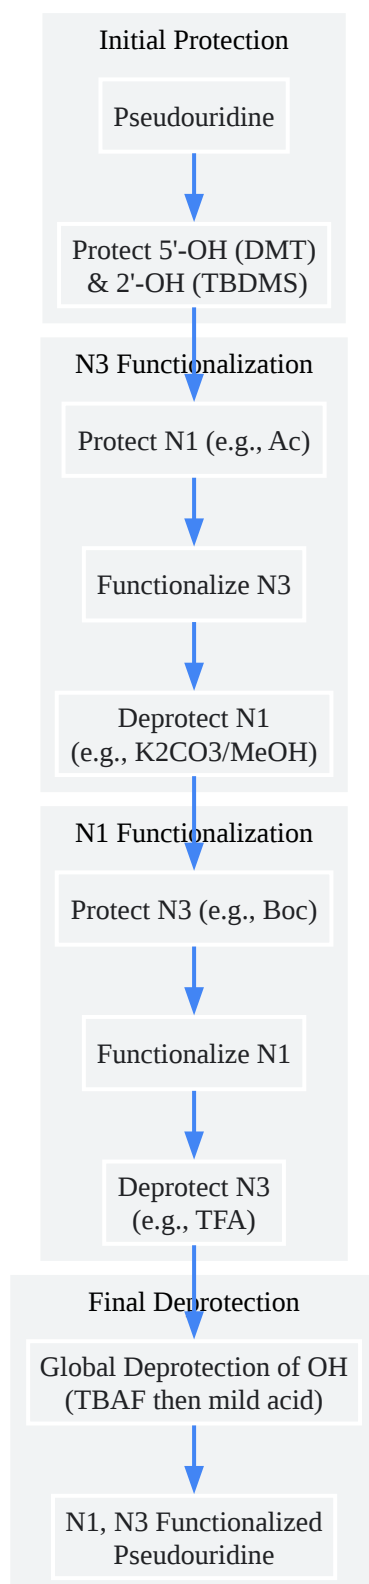 Initial Protection
Pseudouridine
Protect 5'-OH (DMT)
& 2'-OH (TBDMS)
N3 Functionalization
Protect N1 (e.g., Ac)
Functionalize N3
Deprotect N1
(e.g., K2CO3/MeOH)
N1 Functionalization
Protect N3 (e.g., Boc)
Functionalize N1
Deprotect N3
(e.g., TFA)
Final Deprotection
Global Deprotection of OH
(TBAF then mild acid)
N1, N3 Functionalized
Pseudouridine